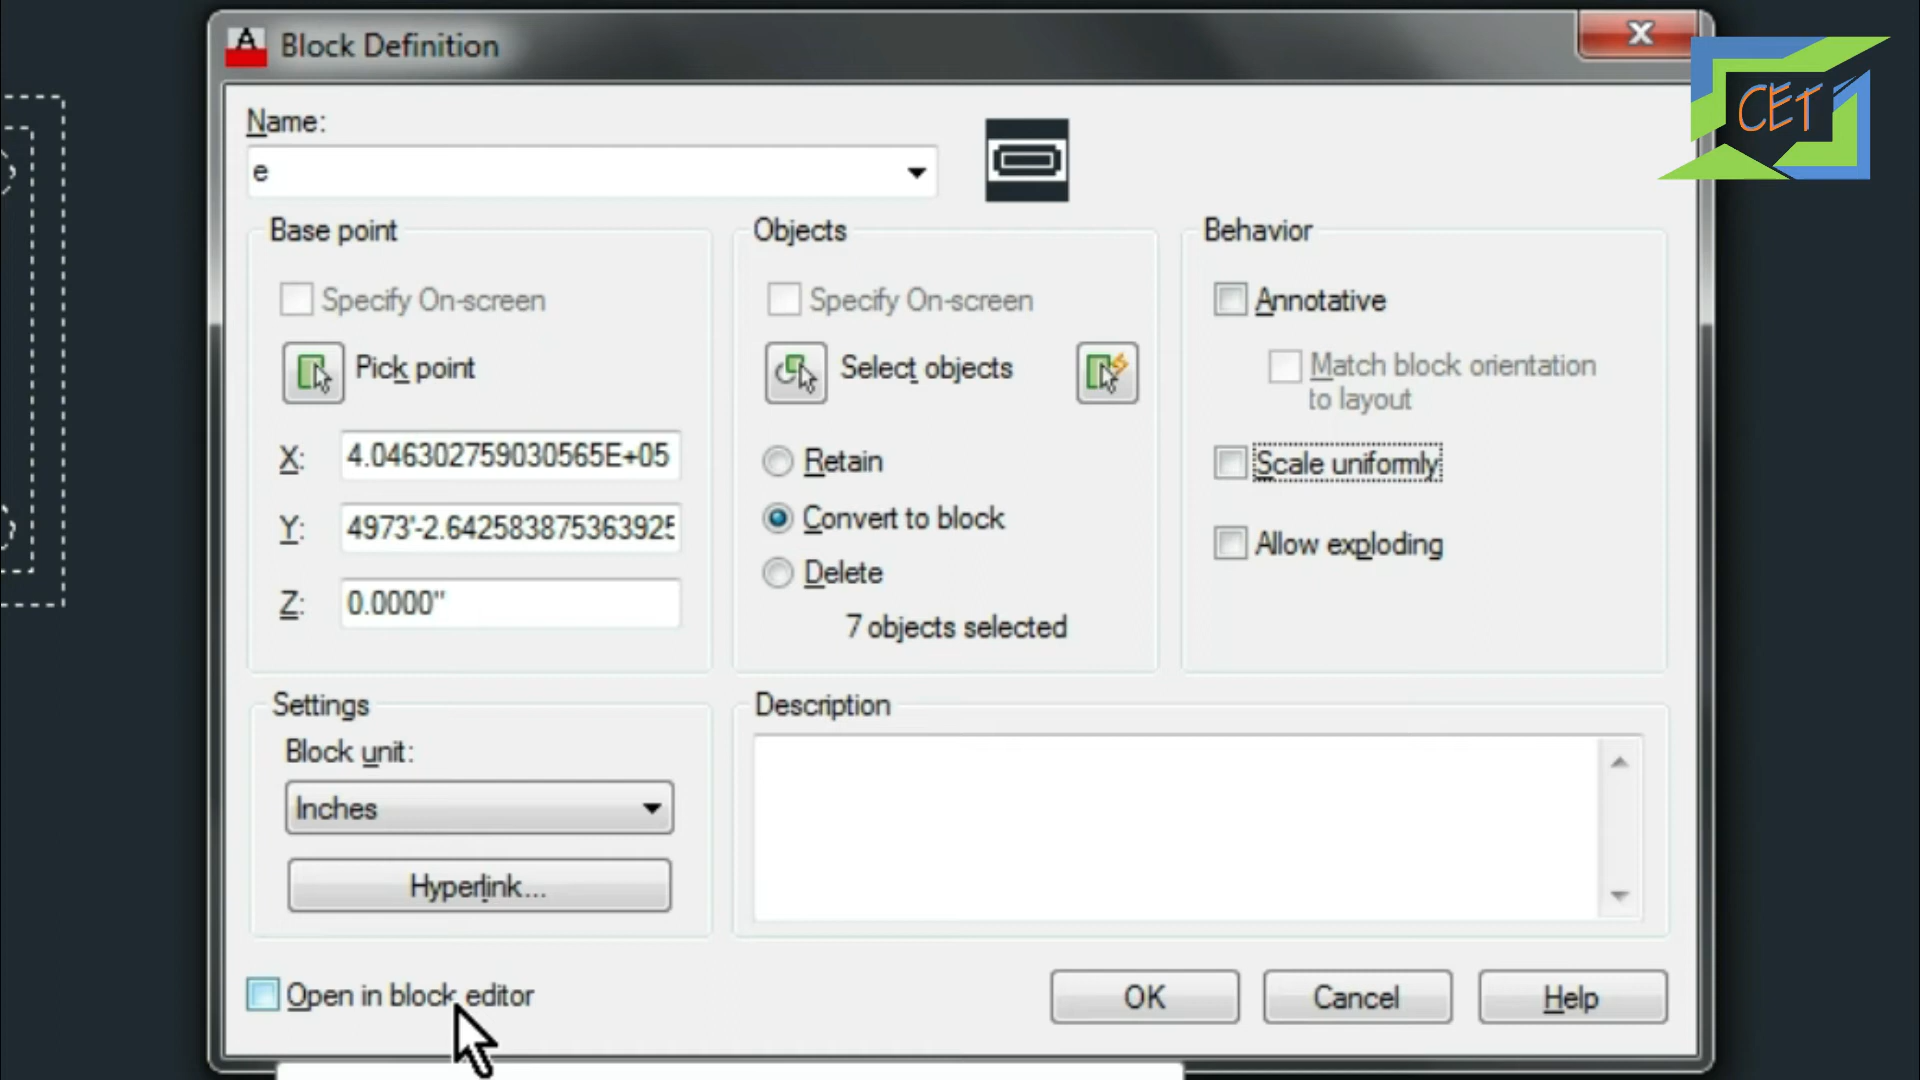 Block Definition
CET
Name:
e
Base point
Specify On-screen
Pick point
X: 4.046302759030565E+05
Y: 4973'-2.642583875363925
Z: 0.0000"
Objects
Specify On-screen
Select objects
Retain
Convert to block
Delete
7 objects selected
Behavior
Annotative
Match block orientation
to layout
Scale uniformly
Allow exploding
Settings
Block unit:
Inches
Hyperlink...
Description
Open in block editor
OK
Cancel
Help